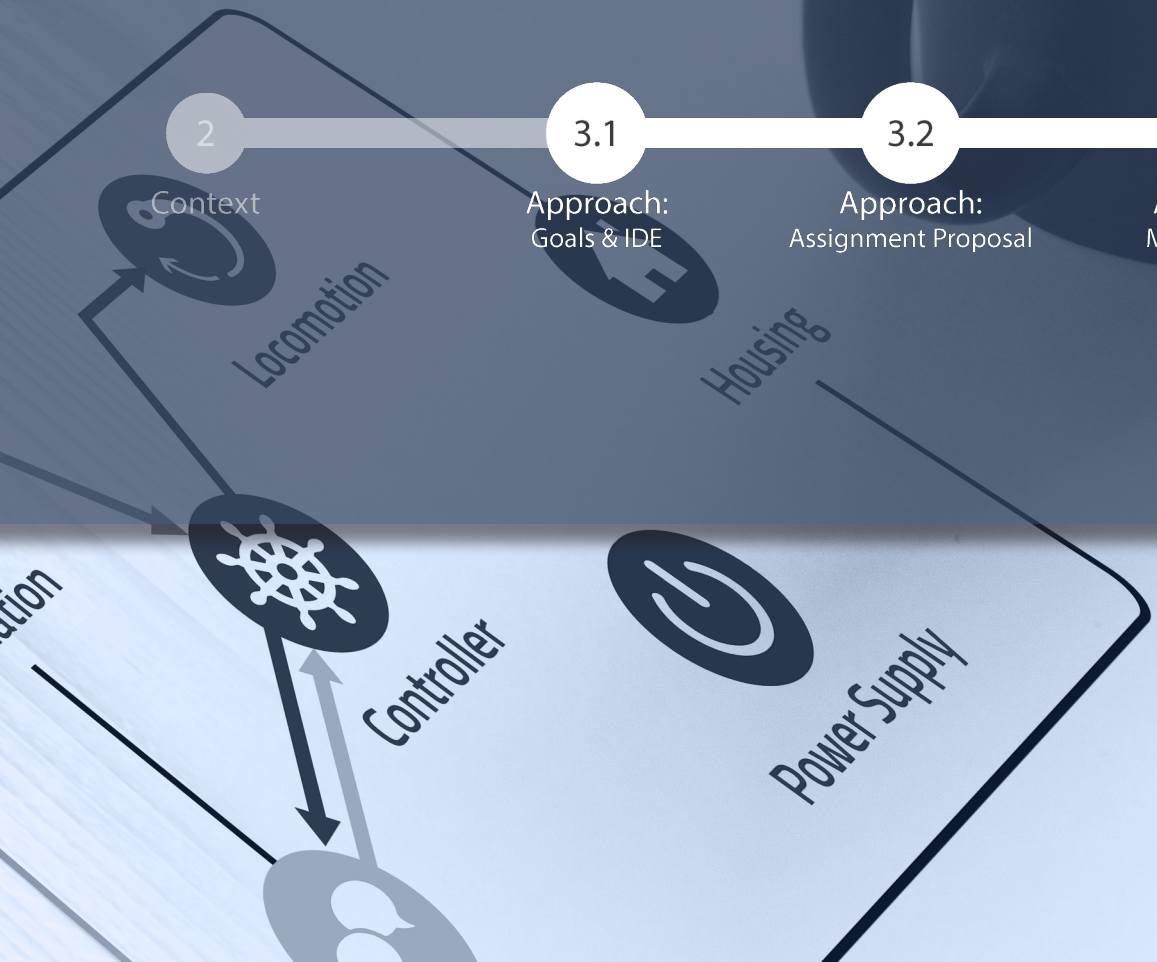 2
3.1
3.2
Context
Approach:
Goals & IDE
Approach:
Assignment Proposal
Locomotion
Housing
Controller
Power Supply